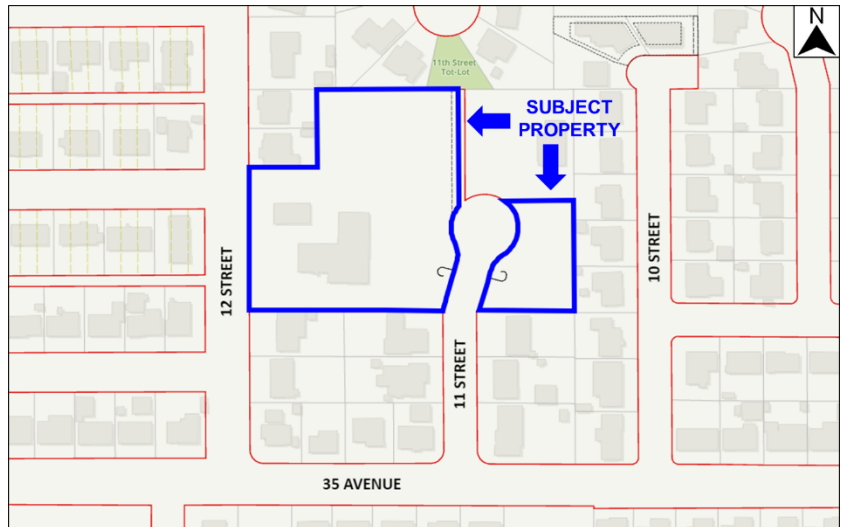 N
11th Street
Tot-Lot
SUBJECT
PROPERTY
12 STREET
11 STREET
10 STREET
35 AVENUE